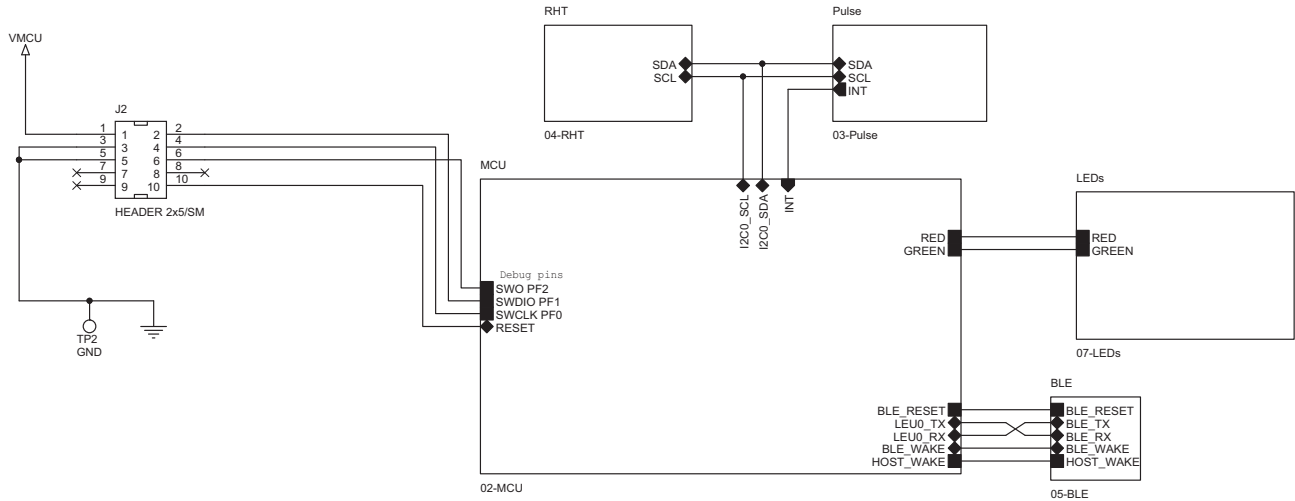 VMCU
J2
1 1 2 2
3 3 4 4
5 5 6 6
7 7 8 8
9 9 10 10
HEADER 2x5/SM
TP2
GND
RHT
SDA
SCL
04-RHT
Pulse
SDA
SCL
INT
03-Pulse
MCU
I2C0_SCL
I2C0_SDA
INT
RED
GREEN
Debug pins
SWO PF2
SWDIO PF1
SWCLK PF0
RESET
BLE_RESET
LEU0_TX
LEU0_RX
BLE_WAKE
HOST_WAKE
02-MCU
LEDs
RED
GREEN
07-LEDs
BLE
BLE_RESET
BLE_TX
BLE_RX
BLE_WAKE
HOST_WAKE
05-BLE